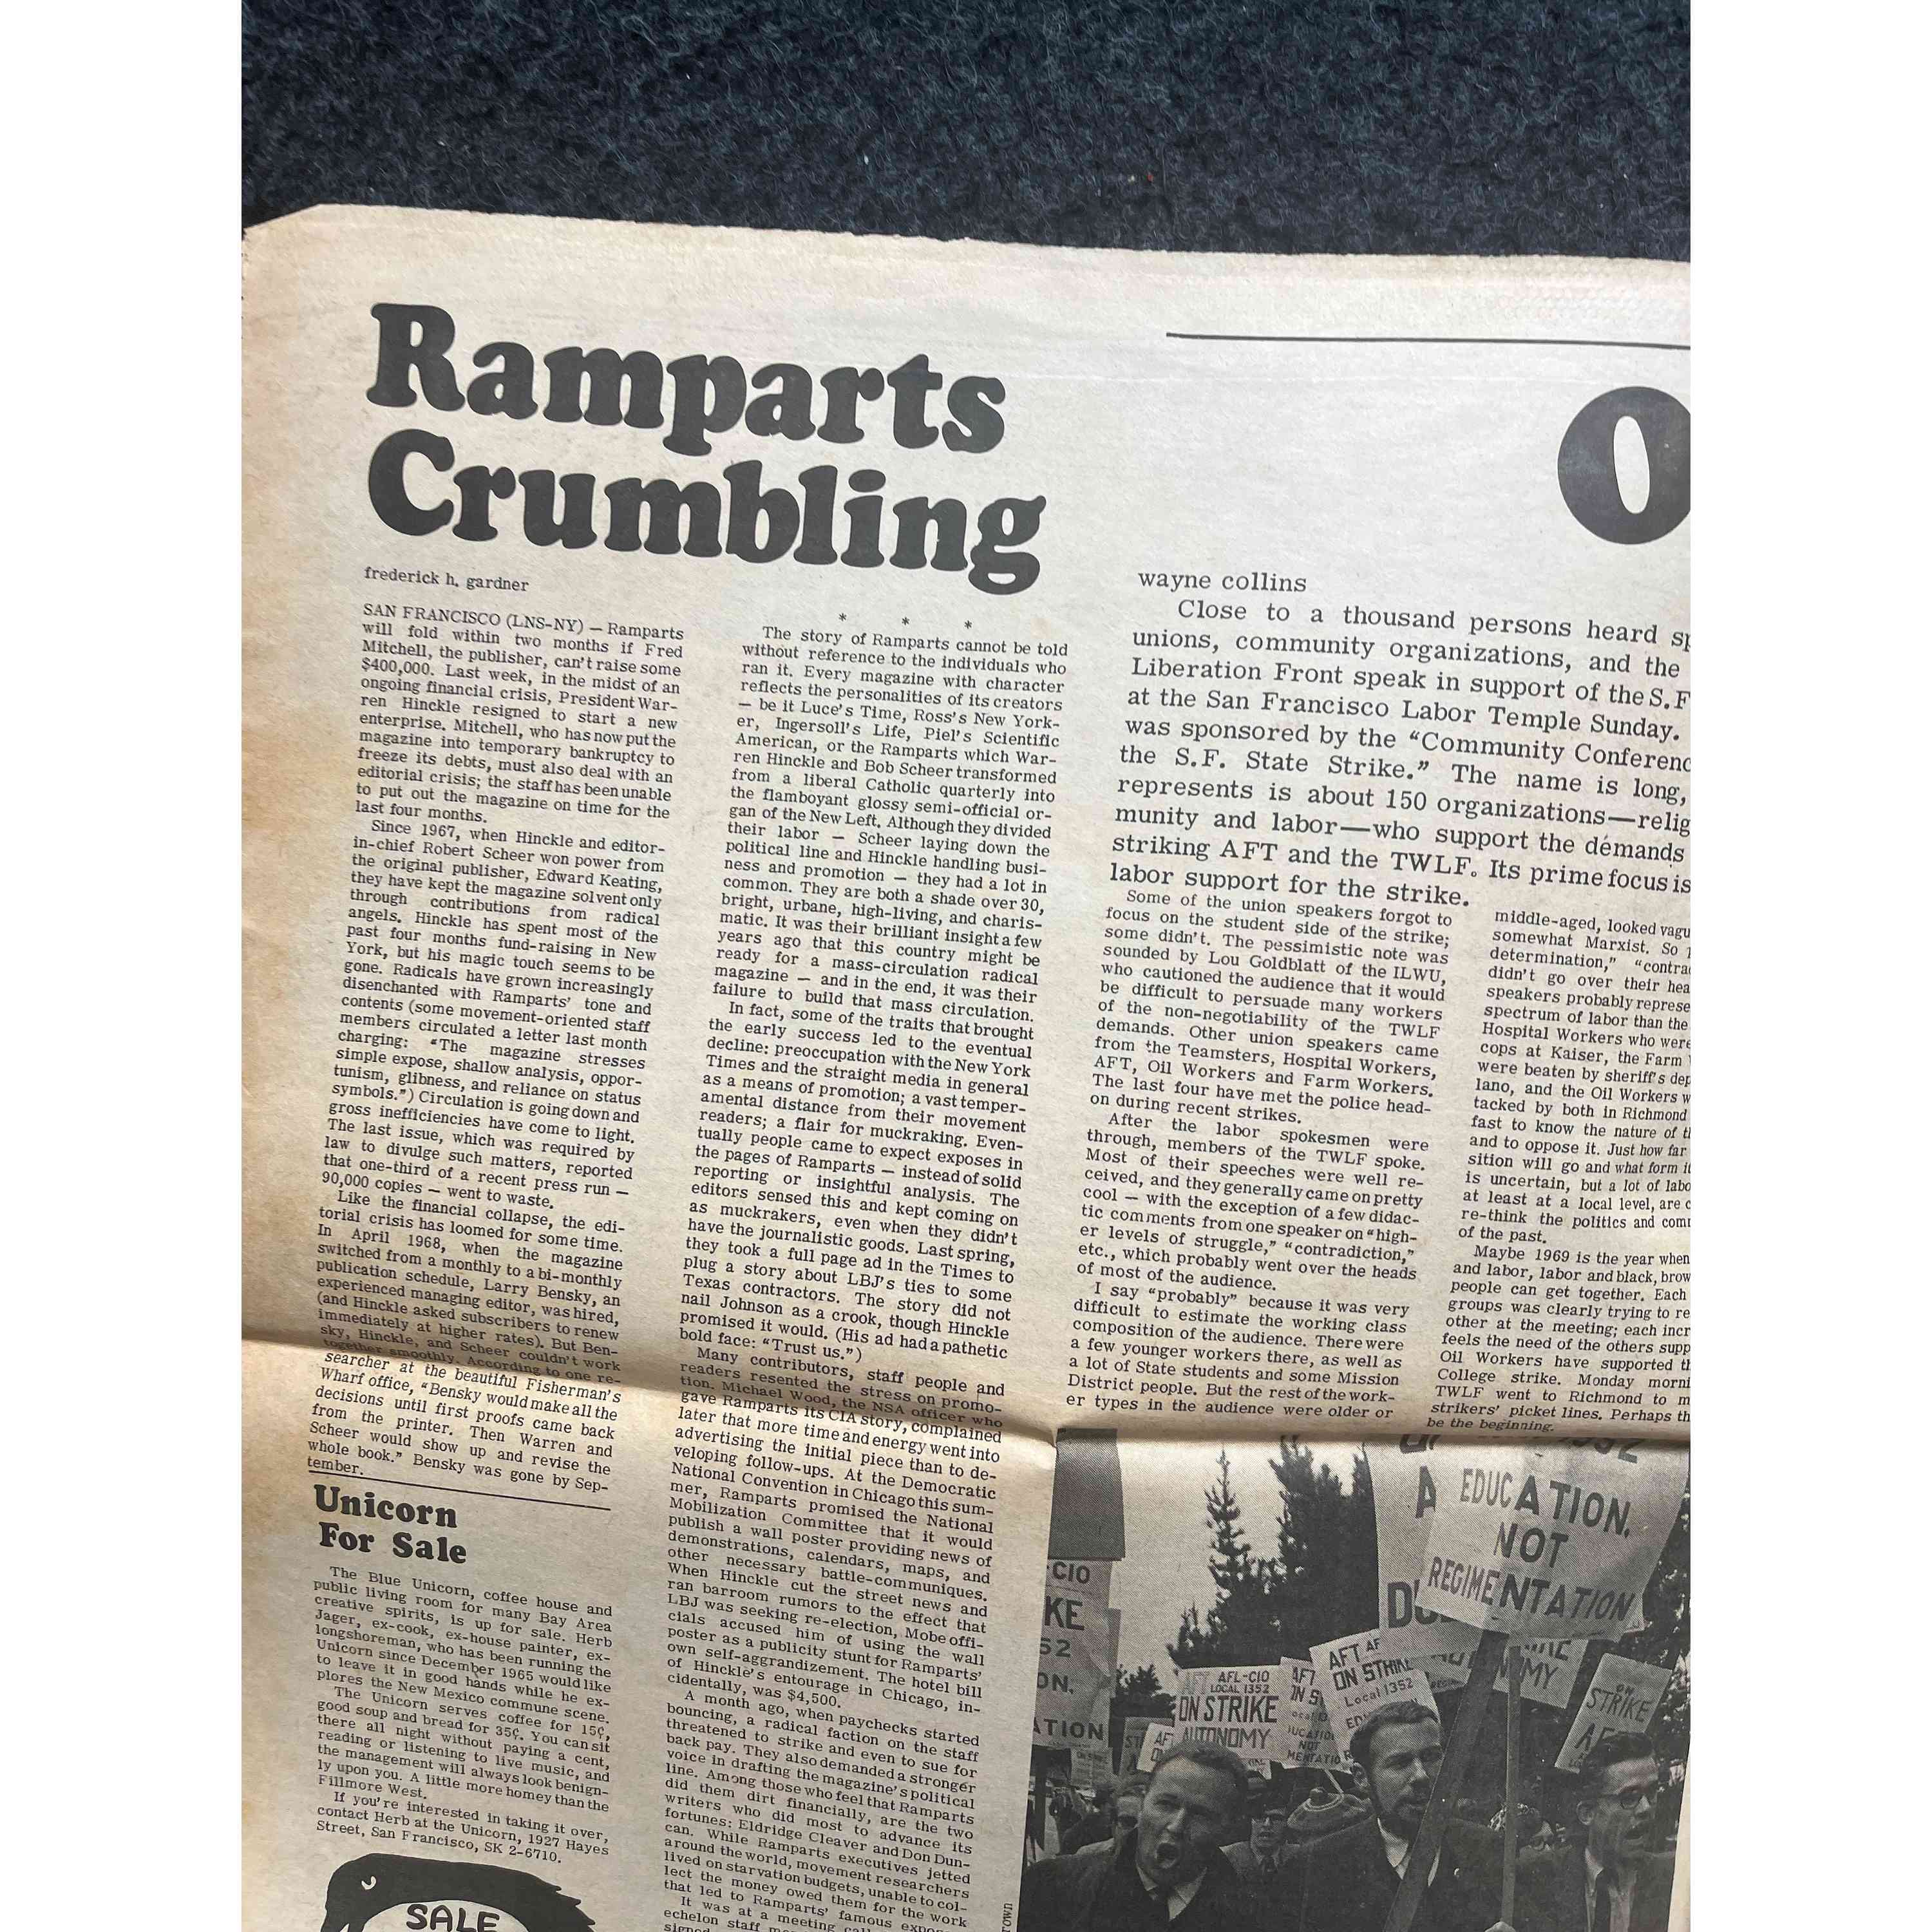 Ramparts
Crumbling
frederick h. gardner
SAN FRANCISCO (LNS-NY) — Ramparts
will fold within two months if Fred
Mitchell, the publisher, can't raise some
$400,000. Last week, in the midst of an
ongoing financial crisis, President War-
ren Hinckle resigned to start a new
enterprise. Mitchell, who has now put the
magazine into temporary bankruptcy to
freeze its debts, must also deal with an
editorial crisis; the staff has been unable
to put out the magazine on time for the
last four months.
Since 1967, when Hinckle and editor-
in-chief Robert Scheer won power from
the original publisher, Edward Keating,
they have kept the magazine solvent only
through contributions from radical
angels. Hinckle has spent most of the
past four months fund-raising in New
York, but his magic touch seems to be
gone. Radicals have grown increasingly
disenchanted with Ramparts' tone and
contents (some movement-oriented staff
members circulated a letter last month
charging: "The magazine stresses
simple expose, shallow analysis, oppor-
tunism, glibness, and reliance on status
symbols.") Circulation is going down and
gross inefficiencies have come to light.
The last issue, which was required by
law to divulge such matters, reported
that one-third of a recent press run —
90,000 copies — went to waste.
Like the financial collapse, the edi-
torial crisis has loomed for some time.
In April 1968, when the magazine
switched from a monthly to a bi-monthly
publication schedule, Larry Bensky, an
experienced managing editor, was hired,
(and Hinckle asked subscribers to renew
immediately at higher rates). But Ben-
sky, Hinckle, and Scheer couldn't work
together smoothly. According to one re-
searcher at the beautiful Fisherman's
Wharf office, "Bensky would make all the
decisions until first proofs came back
from the printer. Then Warren and
Scheer would show up and revise the
whole book." Bensky was gone by Sep-
tember.
Unicorn
For Sale
The Blue Unicorn, coffee house and
public living room for many Bay Area
creative spirits, is up for sale. Herb
Jager, ex-cook, ex-house painter, ex-
longshoreman, who has been running the
Unicorn since December 1965 would like
to leave it in good hands while he ex-
plores the New Mexico commune scene.
The Unicorn serves coffee for 15¢,
good soup and bread for 35¢. You can sit
there all night without paying a cent,
reading or listening to live music, and
the management will always look benign-
ly upon you. A little more homey than the
Fillmore West.
If you're interested in taking it over,
contact Herb at the Unicorn, 1927 Hayes
Street, San Francisco, SK 2-6710.
SALE
* * *
The story of Ramparts cannot be told
without reference to the individuals who
ran it. Every magazine with character
reflects the personalities of its creators
— be it Luce's Time, Ross's New York-
er, Ingersoll's Life, Piel's Scientific
American, or the Ramparts which War-
ren Hinckle and Bob Scheer transformed
from a liberal Catholic quarterly into
the flamboyant glossy semi-official or-
gan of the New Left. Although they divided
their labor — Scheer laying down the
political line and Hinckle handling busi-
ness and promotion — they had a lot in
common. They are both a shade over 30,
bright, urbane, high-living, and charis-
matic. It was their brilliant insight a few
years ago that this country might be
ready for a mass-circulation radical
magazine — and in the end, it was their
failure to build that mass circulation.
In fact, some of the traits that brought
the early success led to the eventual
decline: preoccupation with the New York
Times and the straight media in general
as a means of promotion; a vast temper-
amental distance from their movement
readers; a flair for muckraking. Even-
tually people came to expect exposes in
the pages of Ramparts — instead of solid
reporting or insightful analysis. The
editors sensed this and kept coming on
as muckrakers, even when they didn't
have the journalistic goods. Last spring,
they took a full page ad in the Times to
plug a story about LBJ's ties to some
Texas contractors. The story did not
nail Johnson as a crook, though Hinckle
promised it would. (His ad had a pathetic
bold face: "Trust us.")
Many contributors, staff people and
readers resented the stress on promo-
tion. Michael Wood, the NSA officer who
gave Ramparts its CIA story, complained
later that more time and energy went into
advertising the initial piece than to de-
veloping follow-ups. At the Democratic
National Convention in Chicago this sum-
mer, Ramparts promised the National
Mobilization Committee that it would
publish a wall poster providing news of
demonstrations, calendars, maps, and
other necessary battle-communiques.
When Hinckle cut the street news and
ran barroom rumors to the effect that
LBJ was seeking re-election, Mobe offi-
cials accused him of using the wall
poster as a publicity stunt for Ramparts'
own self-aggrandizement. The hotel bill
of Hinckle's entourage in Chicago, in-
cidentally, was $4,500.
A month ago, when paychecks started
bouncing, a radical faction on the staff
threatened to strike and even to sue for
back pay. They also demanded a stronger
voice in drafting the magazine's political
line. Among those who feel that Ramparts
did them dirt financially, are the two
writers who did most to advance its
fortunes: Eldridge Cleaver and Don Dun-
can. While Ramparts executives jetted
around the world, movement researchers
lived on starvation budgets, unable to col-
lect the money owed them for the work
that led to Ramparts' famous
It was at a meeting
echelon staff
O
wayne collins
Close to a thousand persons heard sp
unions, community organizations, and the
Liberation Front speak in support of the S.F
at the San Francisco Labor Temple Sunday.
was sponsored by the "Community Conferenc
the S.F. State Strike." The name is long,
represents is about 150 organizations—relig
munity and labor—who support the demands
striking AFT and the TWLF. Its prime focus is
labor support for the strike.
Some of the union speakers forgot to
focus on the student side of the strike;
some didn't. The pessimistic note was
sounded by Lou Goldblatt of the ILWU,
who cautioned the audience that it would
be difficult to persuade many workers
of the non-negotiability of the TWLF
demands. Other union speakers came
from the Teamsters, Hospital Workers,
AFT, Oil Workers and Farm Workers.
The last four have met the police head-
on during recent strikes.
After the labor spokesmen were
through, members of the TWLF spoke.
Most of their speeches were well re-
ceived, and they generally came on pretty
cool — with the exception of a few didac-
tic comments from one speaker on "high-
er levels of struggle," "contradiction,"
etc., which probably went over the heads
of most of the audience.
I say "probably" because it was very
difficult to estimate the working class
composition of the audience. There were
a few younger workers there, as well as
a lot of State students and some Mission
District people. But the rest of the work-
er types in the audience were older or
middle-aged, looked vagu
somewhat Marxist. So
determination," "contra
didn't go over their hea
speakers probably represe
spectrum of labor than the
Hospital Workers who were
cops at Kaiser, the Farm
were beaten by sheriff's dep
lano, and the Oil Workers w
tacked by both in Richmond
fast to know the nature of t
and to oppose it. Just how far
sition will go and what form it
is uncertain, but a lot of labo
at least at a local level, are c
re-think the politics and com
of the past.
Maybe 1969 is the year when
and labor, labor and black, brow
people can get together. Each
groups was clearly trying to re
other at the meeting; each incr
feels the need of the others supp
Oil Workers have supported th
College strike. Monday morni
TWLF went to Richmond to m
strikers' picket lines. Perhaps th
be the beginning.
EDUCATION,
NOT
REGIMENTATION
-CIO
KE
52
ON,
ATION
AFL-CIO
LOCAL 1352
ON STRIKE
AUTONOMY
AFT
ON STRIKE
Local 1352
ON
STRIKE
AF